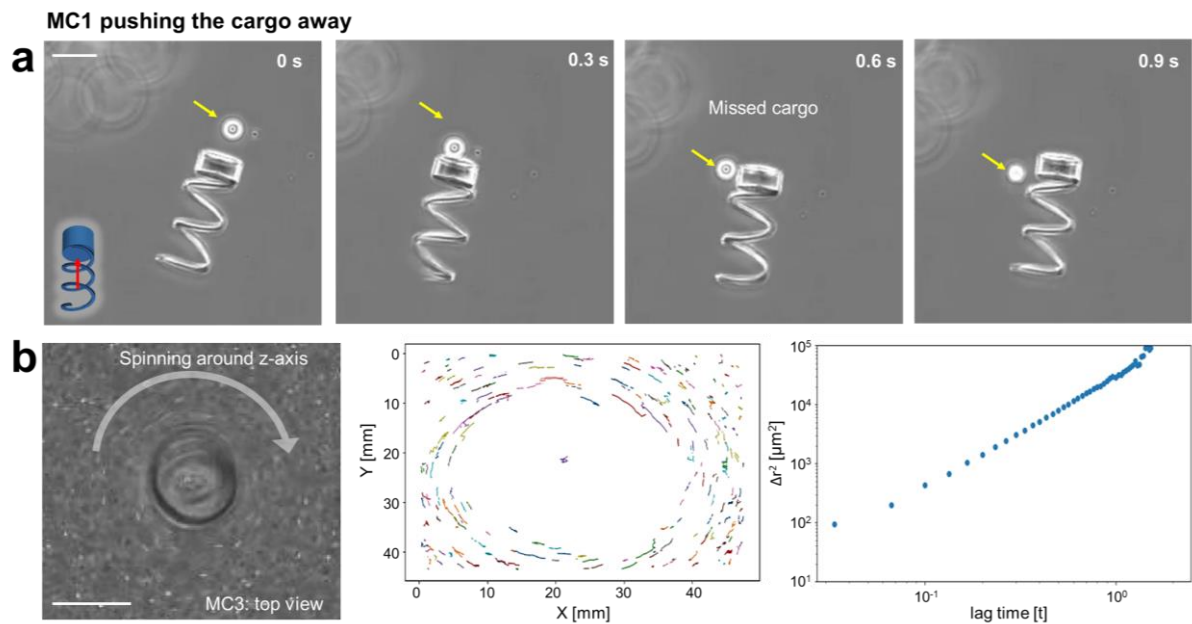 MC1 pushing the cargo away
a
0 s
0.3 s
0.6 s
0.9 s
Missed cargo
b
Spinning around z-axis
MC3: top view
0
10
20
30
40
Y [mm]
0
10
20
30
40
X [mm]
10⁵
10⁴
10³
10²
10¹
Δr² [μm²]
10⁻¹
10⁰
lag time [t]